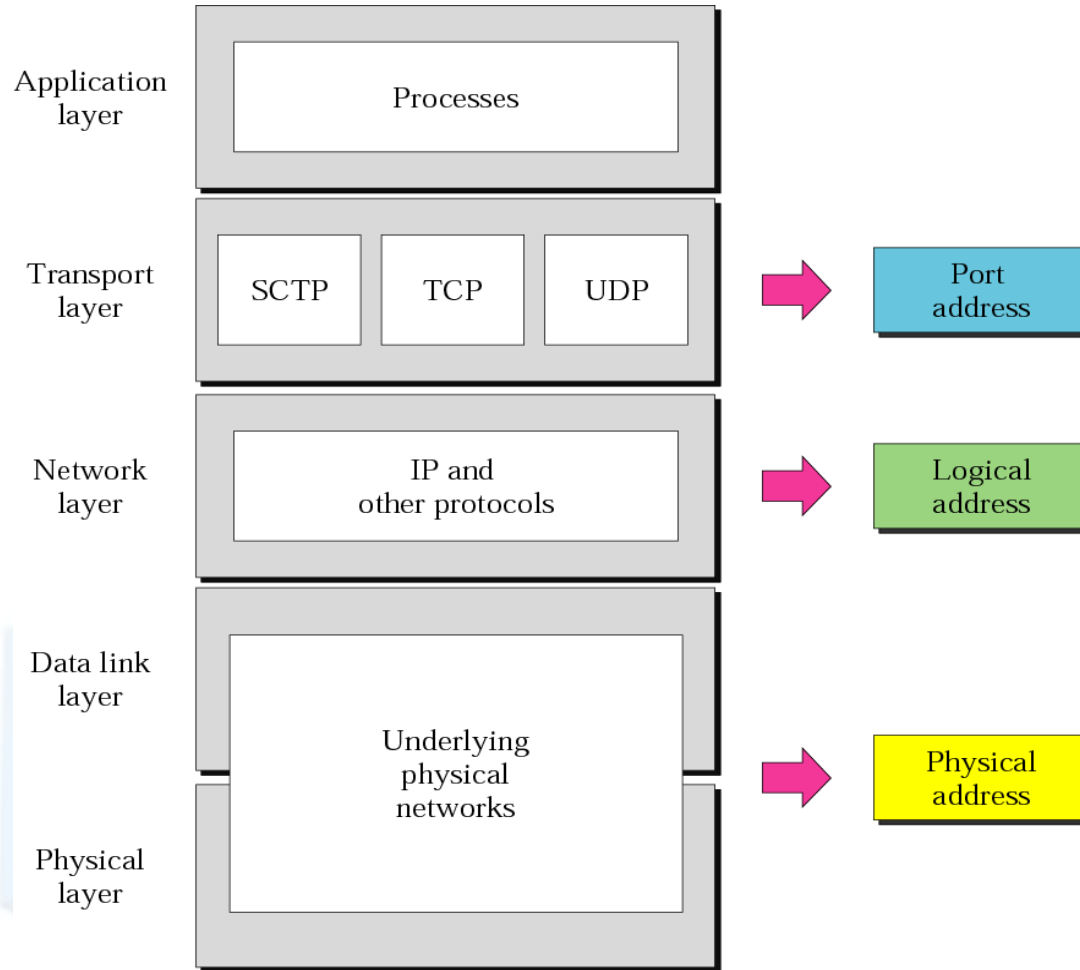 Application
layer
Processes
Transport
layer
SCTP
TCP
UDP
Port
address
Network
layer
IP and
other protocols
Logical
address
Data link
layer
Underlying
physical
networks
Physical
address
Physical
layer